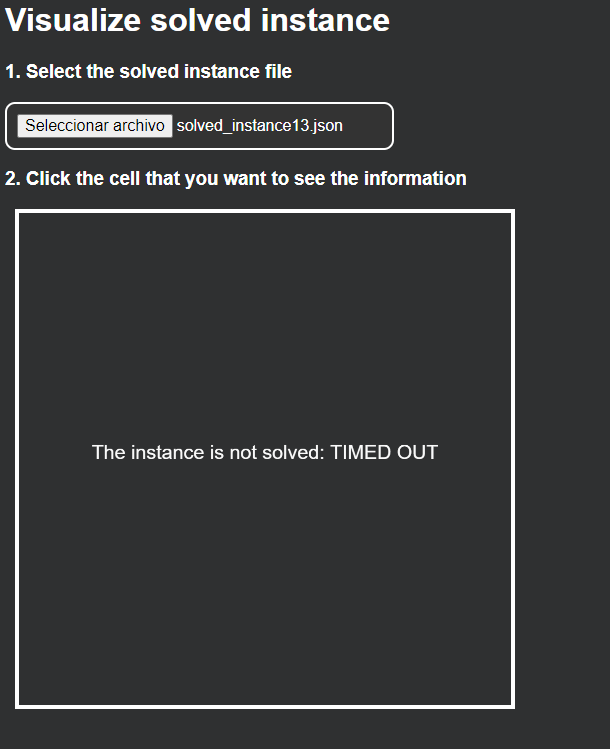 Visualize solved instance
1. Select the solved instance file
Seleccionar archivo solved_instance13.json
2. Click the cell that you want to see the information
The instance is not solved: TIMED OUT